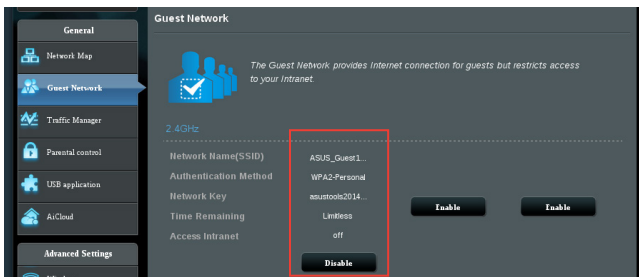 General
Network Map
Guest Network
Traffic Manager
Parental control
USB application
AiCloud
Advanced Settings
Guest Network
The Guest Network provides Internet connection for guests but restricts access
to your Intranet.
2.4GHz
Network Name(SSID) ASUS_Guest1...
Authentication Method WPA2-Personal
Network Key asustools2014...
Time Remaining Limitless
Access Intranet off
Enable Enable
Disable